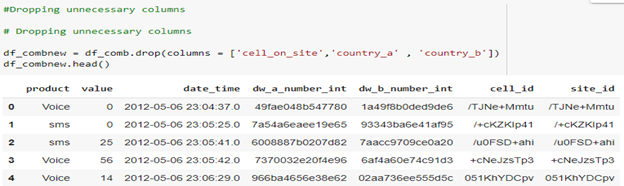 #Dropping unnecessary columns
# Dropping unnecessary columns
df_combnew = df_comb.drop(columns = ['cell_on_site','country_a' , 'country_b'])
df_combnew.head()
product value date_time dw_a_number_int dw_b_number_int cell_id site_id
0 Voice 0 2012-05-06 23:04:37.0 49fae048b547780 1a49f8b0ded9de6 /TJNe+Mmtu /TJNe+Mmtu
1 sms 0 2012-05-06 23:05:25.0 7a54a6eaee19e65 93343ba6e41af95 /+cKZKIp41 /+cKZKIp41
2 sms 25 2012-05-06 23:05:41.0 6008887b0207d82 7aacc9709ce0a20 /u0FSD+ahi /u0FSD+ahi
3 Voice 56 2012-05-06 23:05:42.0 7370032e20f4e96 6af4a60e74c91d3 +cNeJzsTp3 +cNeJzsTp3
4 Voice 14 2012-05-06 23:06:29.0 966ba4656e38e62 02aa736ee555d5c 051KhYDCpv 051KhYDCpv